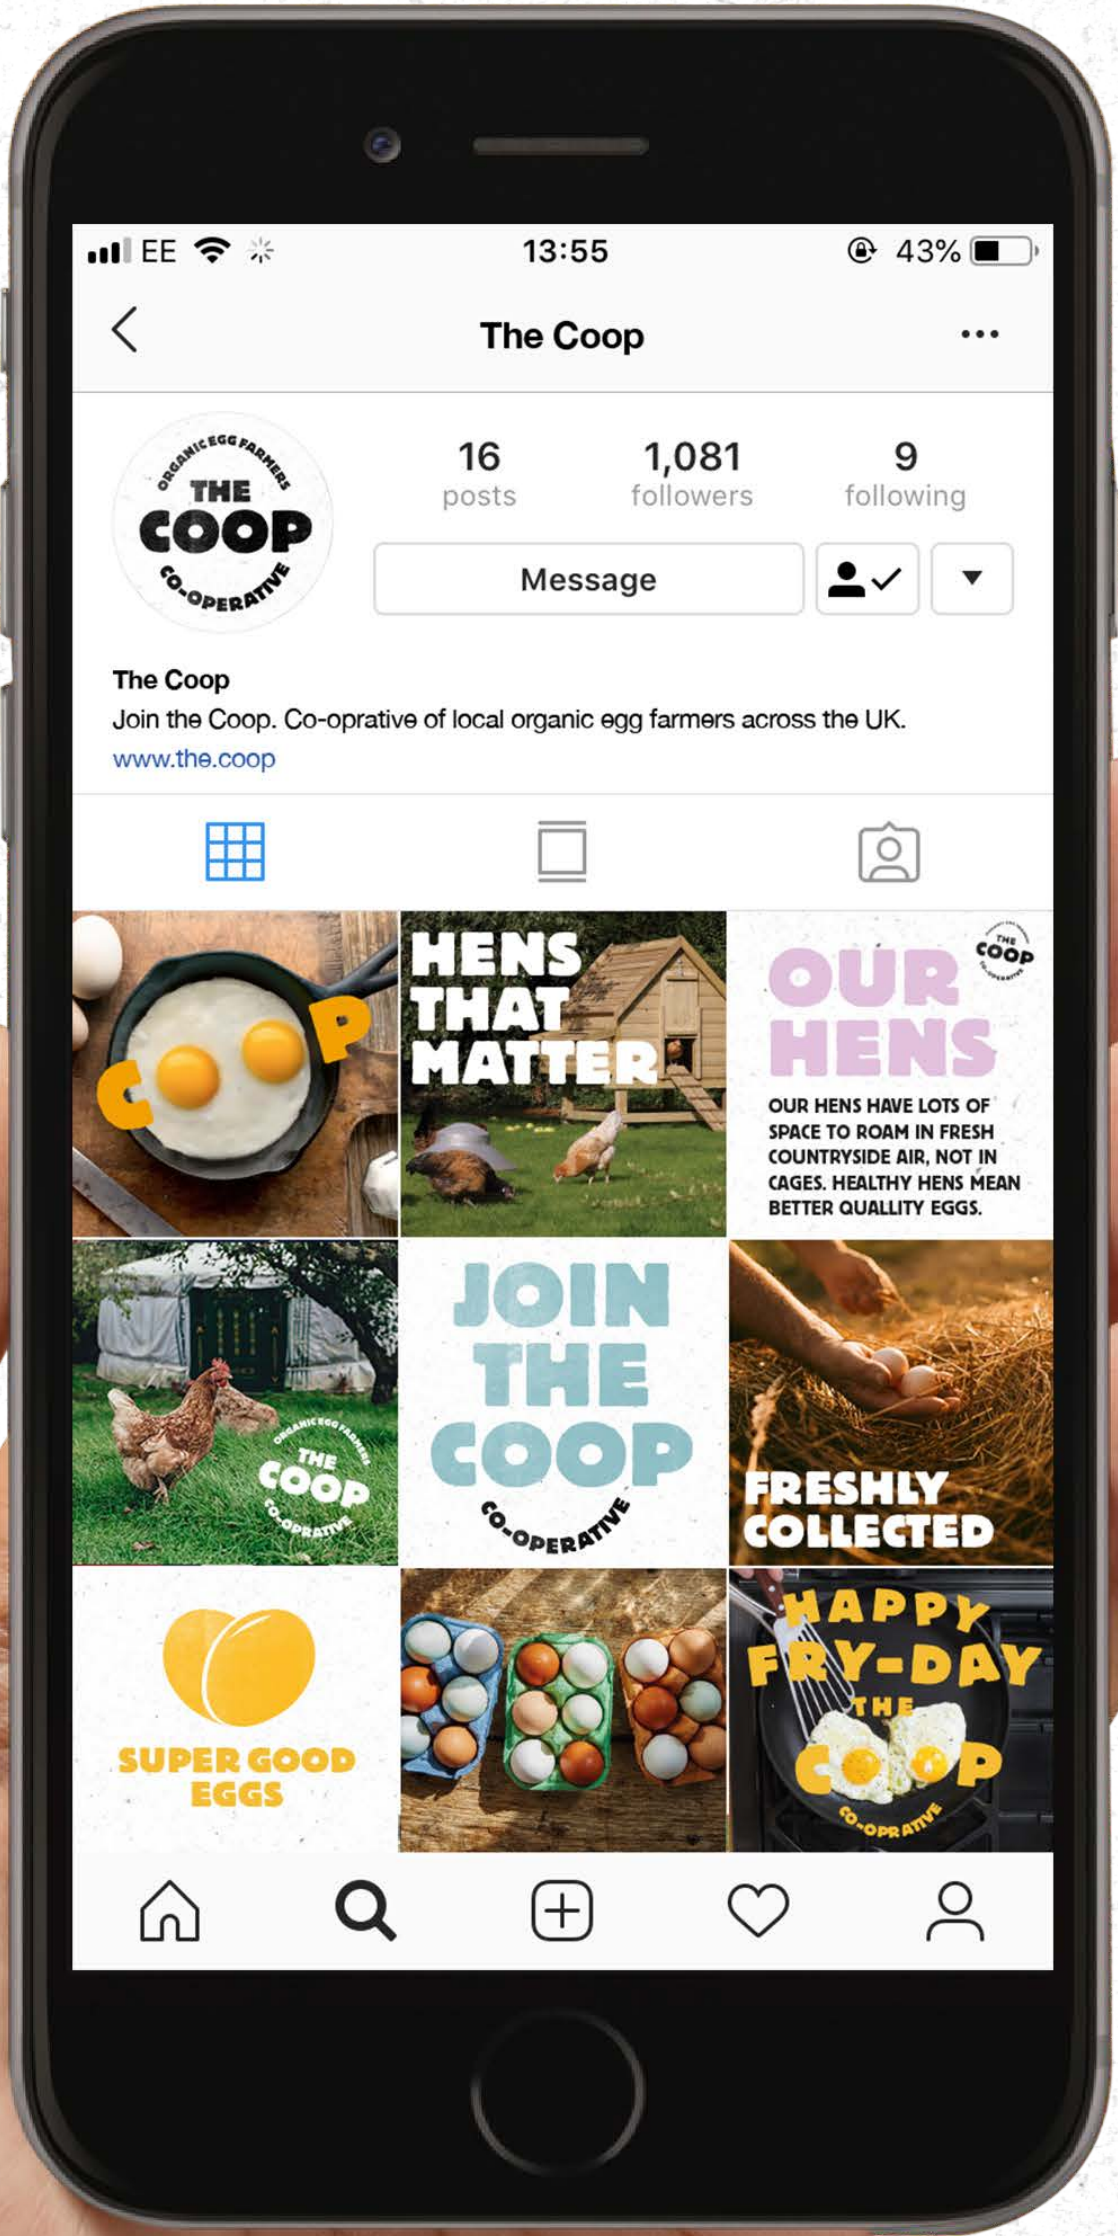 EE 13:55 43%
The Coop
ORGANIC EGG FARMERS
THE
COOP
CO-OPERATIVE
16 1,081 9
posts followers following
Message
The Coop
Join the Coop. Co-oprative of local organic egg farmers across the UK.
www.the.coop
C P
HENS
THAT
MATTER
THE
COOP
CO-OPERATIVE
OUR
HENS
OUR HENS HAVE LOTS OF
SPACE TO ROAM IN FRESH
COUNTRYSIDE AIR, NOT IN
CAGES. HEALTHY HENS MEAN
BETTER QUALLITY EGGS.
ORGANIC EGG FARMERS
THE
COOP
CO-OPRATIVE
JOIN
THE
COOP
CO-OPERATIVE
FRESHLY
COLLECTED
SUPER GOOD
EGGS
HAPPY
FRY-DAY
THE
C P
CO-OPRATIVE